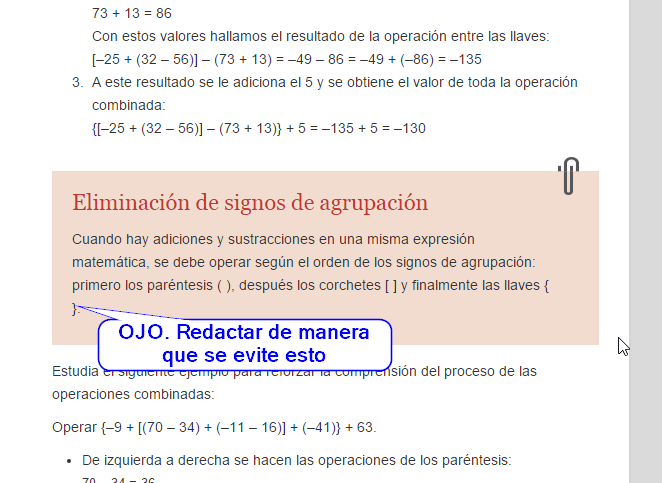 73 + 13 = 86
Con estos valores hallamos el resultado de la operación entre las llaves:
[–25 + (32 – 56)] – (73 + 13) = –49 – 86 = –49 + (–86) = –135
3. A este resultado se le adiciona el 5 y se obtiene el valor de toda la operación
combinada:
{[–25 + (32 – 56)] – (73 + 13)} + 5 = –135 + 5 = –130
Eliminación de signos de agrupación
Cuando hay adiciones y sustracciones en una misma expresión
matemática, se debe operar según el orden de los signos de agrupación:
primero los paréntesis ( ), después los corchetes [ ] y finalmente las llaves {
}.
OJO. Redactar de manera
que se evite esto
Estudia el siguiente ejemplo para reforzar la comprensión del proceso de las
operaciones combinadas:
Operar {–9 + [(70 – 34) + (–11 – 16)] + (–41)} + 63.
• De izquierda a derecha se hacen las operaciones de los paréntesis:
70 – 34 = 36